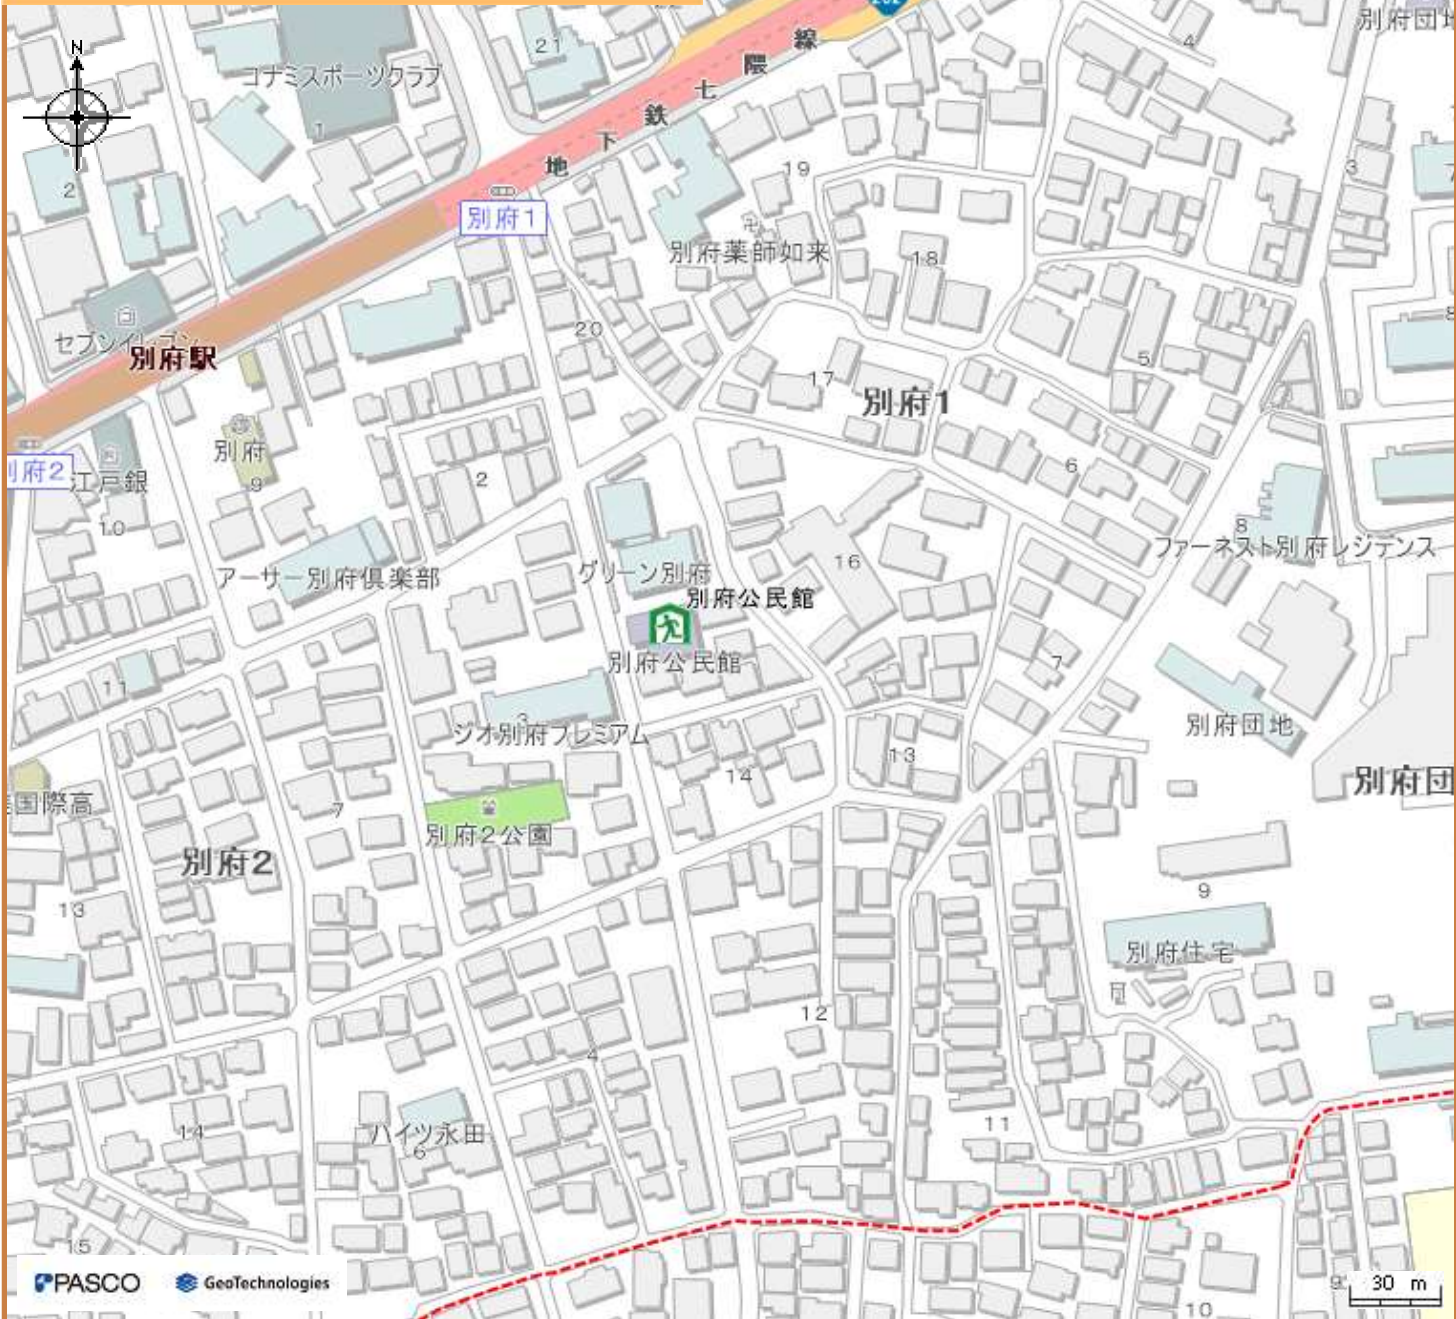 N
202
別府団地
21
4
コナミスポーツクラブ
1
地下鉄七隈線
2
19
3
7
別府1
別府薬師如来
18
20
8
セブンイレブン
別府駅
5
17
別府1
別府
9
別府2
江戸銀
2
6
10
8
ファーネスト別府レジデンス
アーサー別府倶楽部
グリーン別府
16
別府公民館
別府公民館
7
11
3
ジオ別府プレミアム
別府団地
14
13
別府団
国際高
7
別府2公園
別府2
9
13
別府住宅
12
4
14
ハイツ永田
6
11
15
PASCO
GeoTechnologies
9
30 m
10